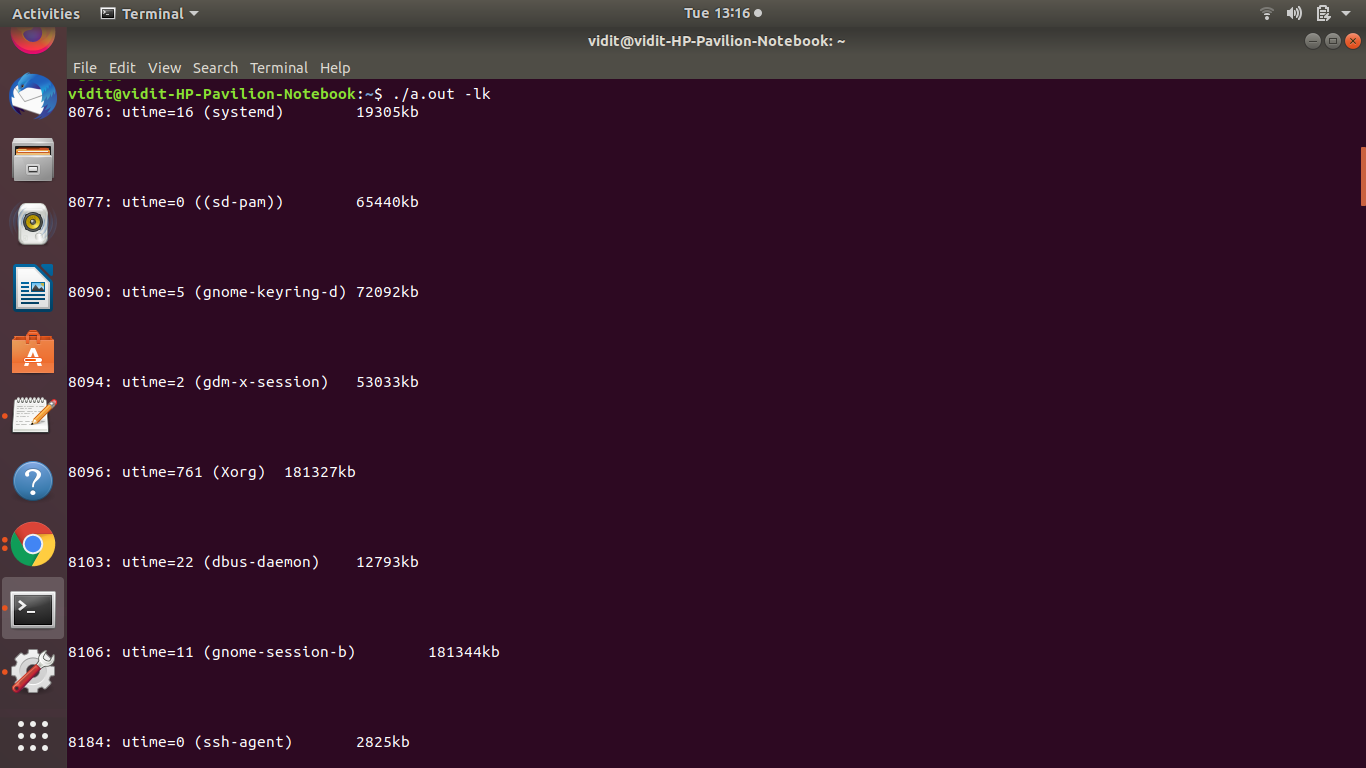 Activities Terminal Tue 13:16
vidit@vidit-HP-Pavilion-Notebook: ~
File Edit View Search Terminal Help
vidit@vidit-HP-Pavilion-Notebook:~$ ./a.out -lk
8076: utime=16 (systemd) 19305kb
8077: utime=0 ((sd-pam)) 65440kb
8090: utime=5 (gnome-keyring-d) 72092kb
8094: utime=2 (gdm-x-session) 53033kb
8096: utime=761 (Xorg) 181327kb
8103: utime=22 (dbus-daemon) 12793kb
8106: utime=11 (gnome-session-b) 181344kb
8184: utime=0 (ssh-agent) 2825kb